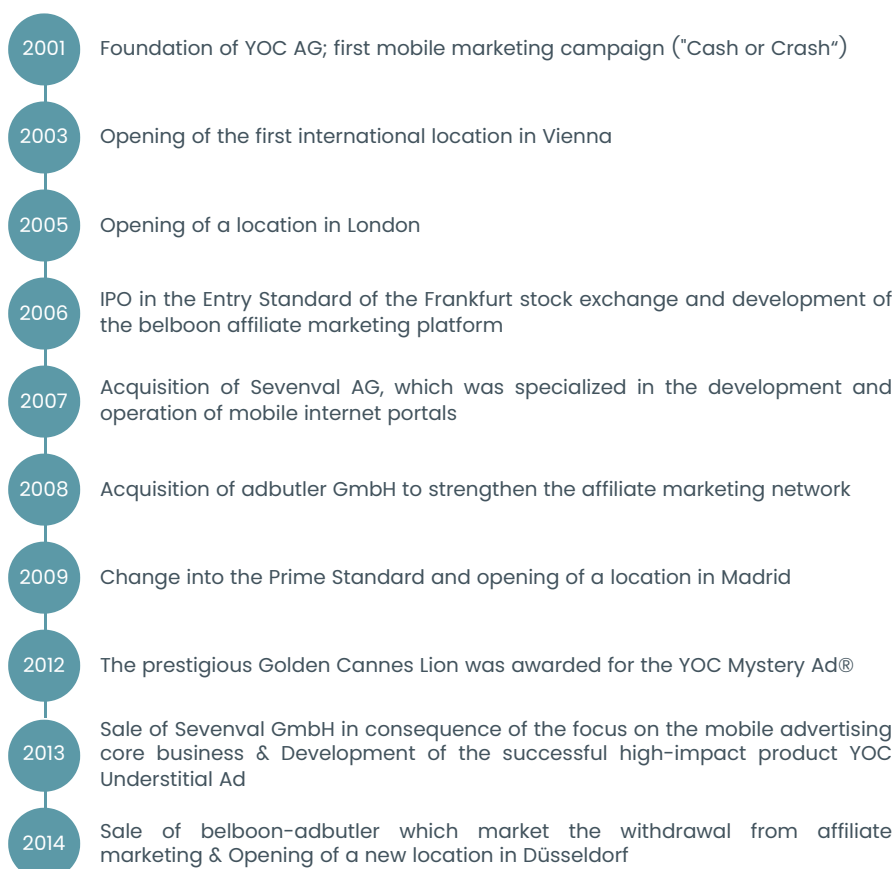 2001
Foundation of YOC AG; first mobile marketing campaign ("Cash or Crash“)
2003
Opening of the first international location in Vienna
2005
Opening of a location in London
2006
IPO in the Entry Standard of the Frankfurt stock exchange and development of
the belboon affiliate marketing platform
2007
Acquisition of Sevenval AG, which was specialized in the development and
operation of mobile internet portals
2008
Acquisition of adbutler GmbH to strengthen the affiliate marketing network
2009
Change into the Prime Standard and opening of a location in Madrid
2012
The prestigious Golden Cannes Lion was awarded for the YOC Mystery Ad®
2013
Sale of Sevenval GmbH in consequence of the focus on the mobile advertising
core business & Development of the successful high-impact product YOC
Understitial Ad
2014
Sale of belboon-adbutler which market the withdrawal from affiliate
marketing & Opening of a new location in Düsseldorf